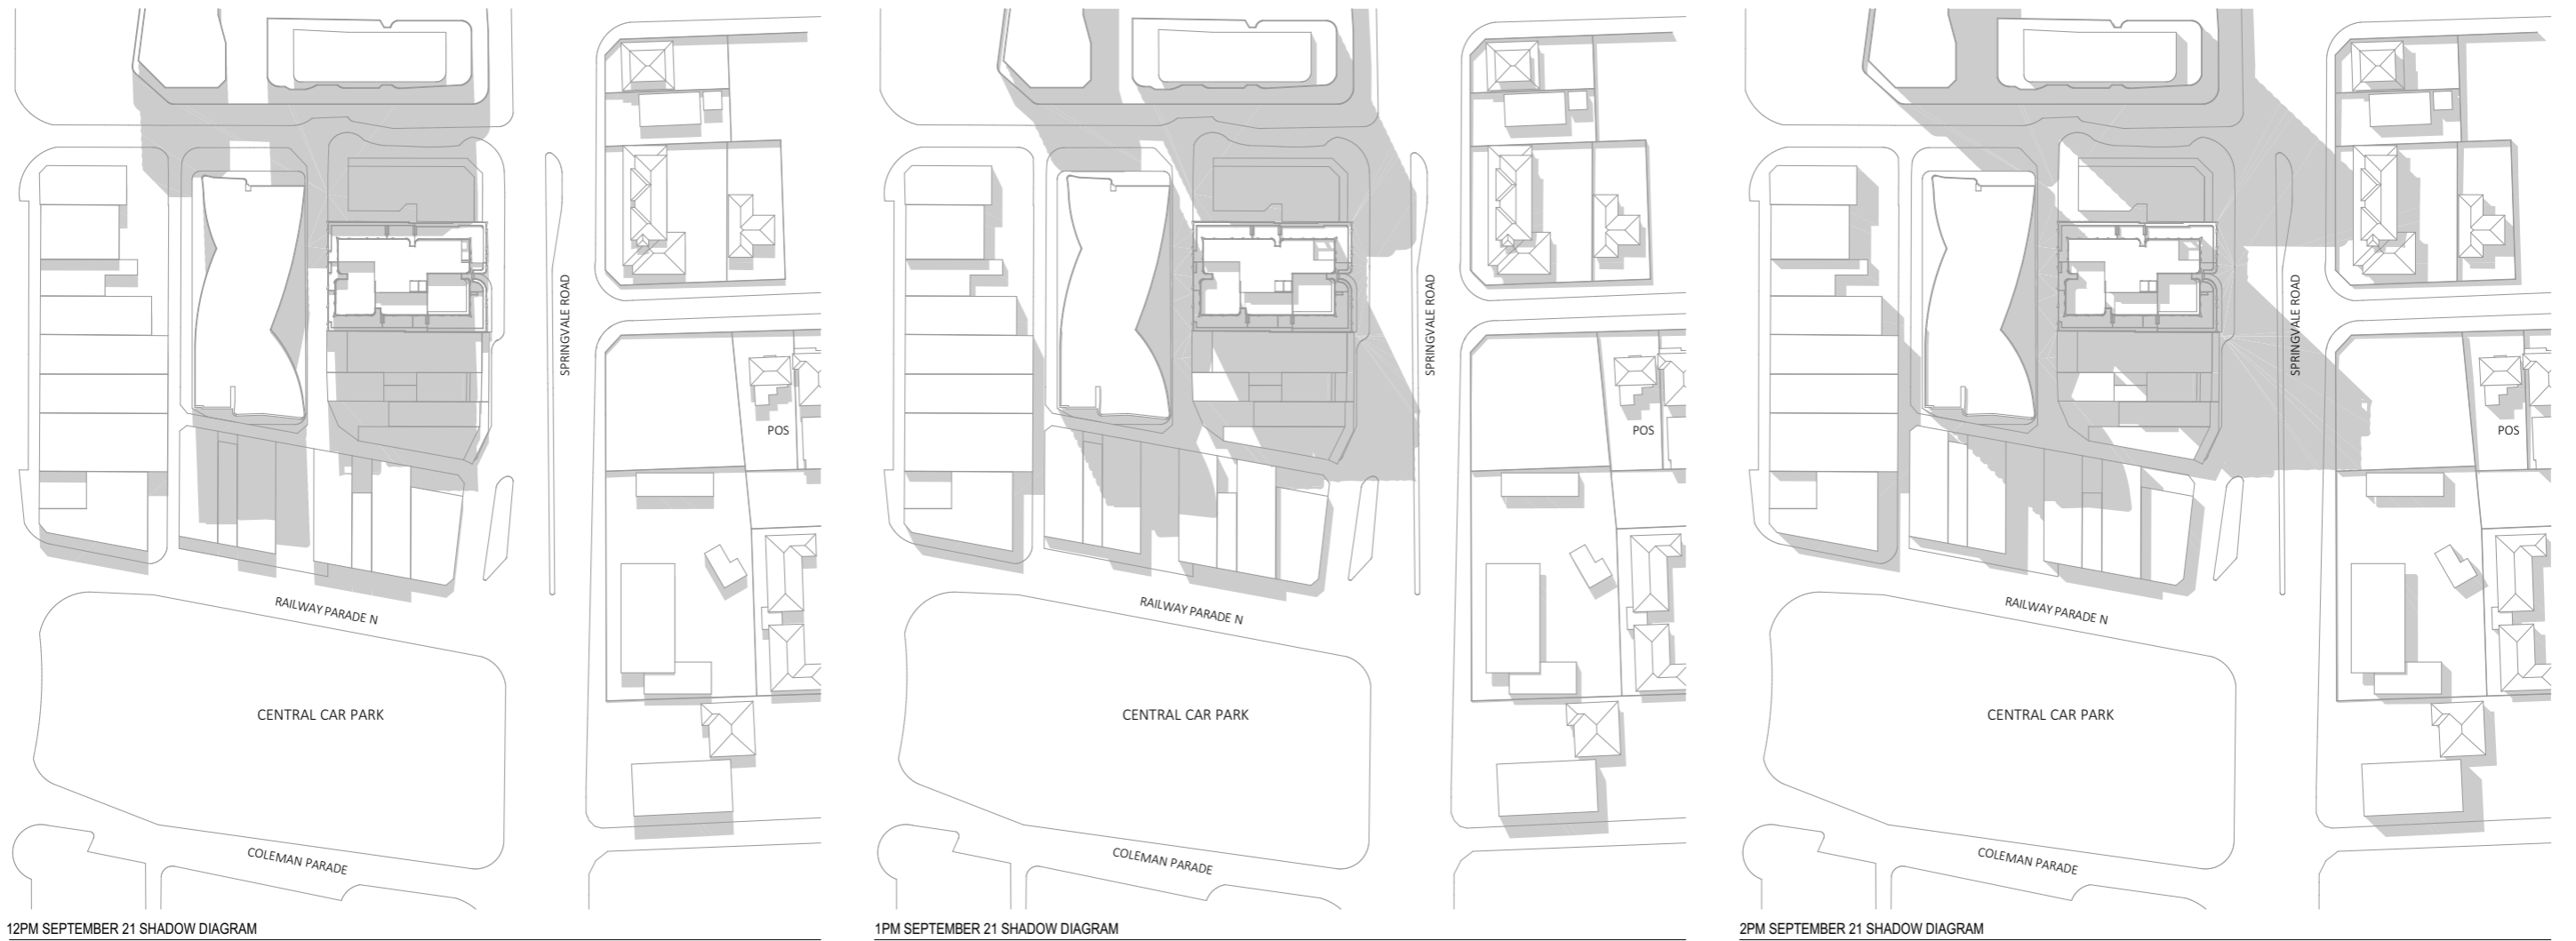 SPRINGVALE ROAD
POS
RAILWAY PARADE N
CENTRAL CAR PARK
COLEMAN PARADE
12PM SEPTEMBER 21 SHADOW DIAGRAM
SPRINGVALE ROAD
POS
RAILWAY PARADE N
CENTRAL CAR PARK
COLEMAN PARADE
1PM SEPTEMBER 21 SHADOW DIAGRAM
SPRINGVALE ROAD
POS
RAILWAY PARADE N
CENTRAL CAR PARK
COLEMAN PARADE
2PM SEPTEMBER 21 SHADOW DIAGRAM